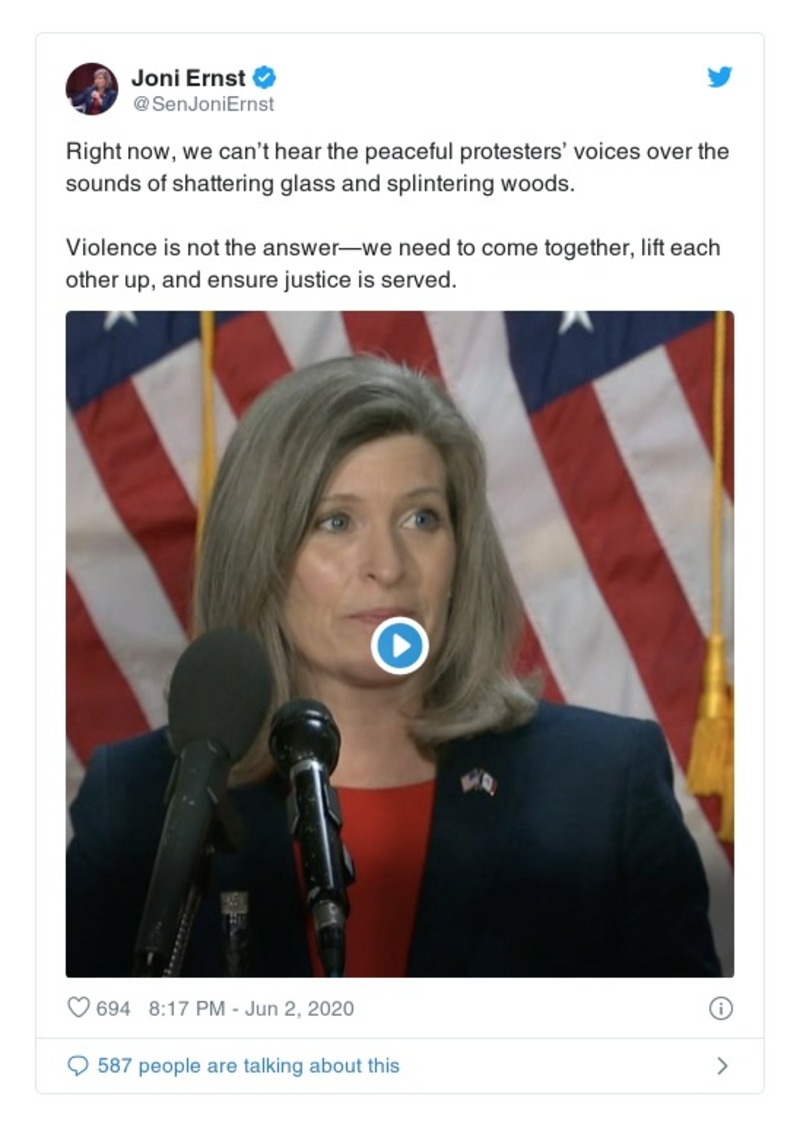 Joni Ernst
@SenJoniErnst
Right now, we can’t hear the peaceful protesters’ voices over the
sounds of shattering glass and splintering woods.
Violence is not the answer—we need to come together, lift each
other up, and ensure justice is served.
694 8:17 PM - Jun 2, 2020
587 people are talking about this